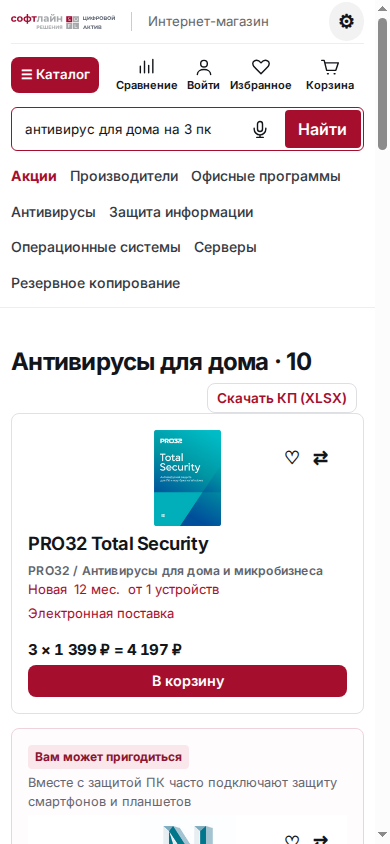 софтлайн РЕШЕНИЯ ЦИФРОВОЙ АКТИВ
Интернет-магазин
☰ Каталог
Сравнение Войти Избранное Корзина
антивирус для дома на 3 пк
Найти
Акции Производители Офисные программы
Антивирусы Защита информации
Операционные системы Серверы
Резервное копирование
Антивирусы для дома · 10
Скачать КП (XLSX)
PRO32
Total
Security
PRO32 Total Security
PRO32 / Антивирусы для дома и микробизнеса
Новая 12 мес. от 1 устройств
Электронная поставка
3 × 1 399 ₽ = 4 197 ₽
В корзину
Вам может пригодиться
Вместе с защитой ПК часто подключают защиту
смартфонов и планшетов